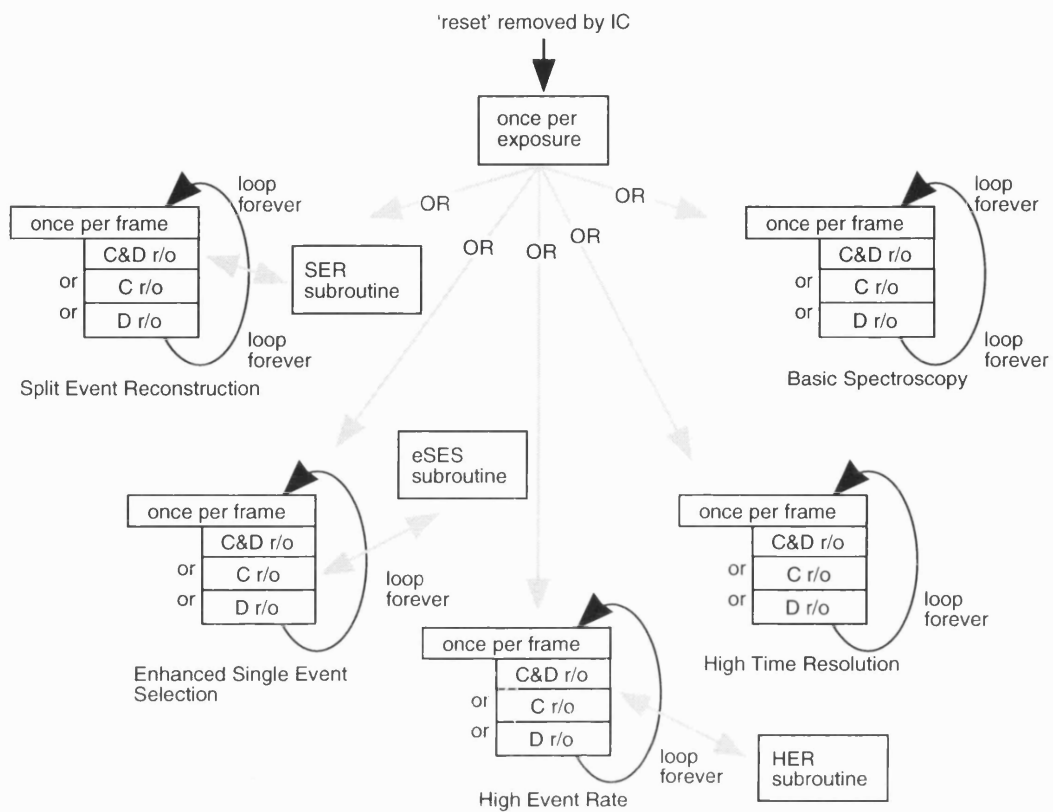 'reset' removed by IC
once per
exposure
OR
OR
OR
OR
OR
loop
forever
once per frame
C&D r/o
or
C r/o
or
D r/o
loop
forever
SER
subroutine
Split Event Reconstruction
loop
forever
once per frame
C&D r/o
or
C r/o
or
D r/o
loop
forever
Basic Spectroscopy
eSES
subroutine
once per frame
C&D r/o
or
C r/o
or
D r/o
loop
forever
Enhanced Single Event
Selection
once per frame
C&D r/o
or
C r/o
or
D r/o
loop
forever
High Event Rate
HER
subroutine
once per frame
C&D r/o
or
C r/o
or
D r/o
loop
forever
High Time Resolution